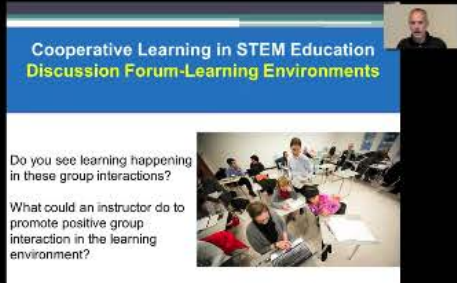 Cooperative Learning in STEM Education
Discussion Forum-Learning Environments
Do you see learning happening
in these group interactions?
What could an instructor do to
promote positive group
interaction in the learning
environment?